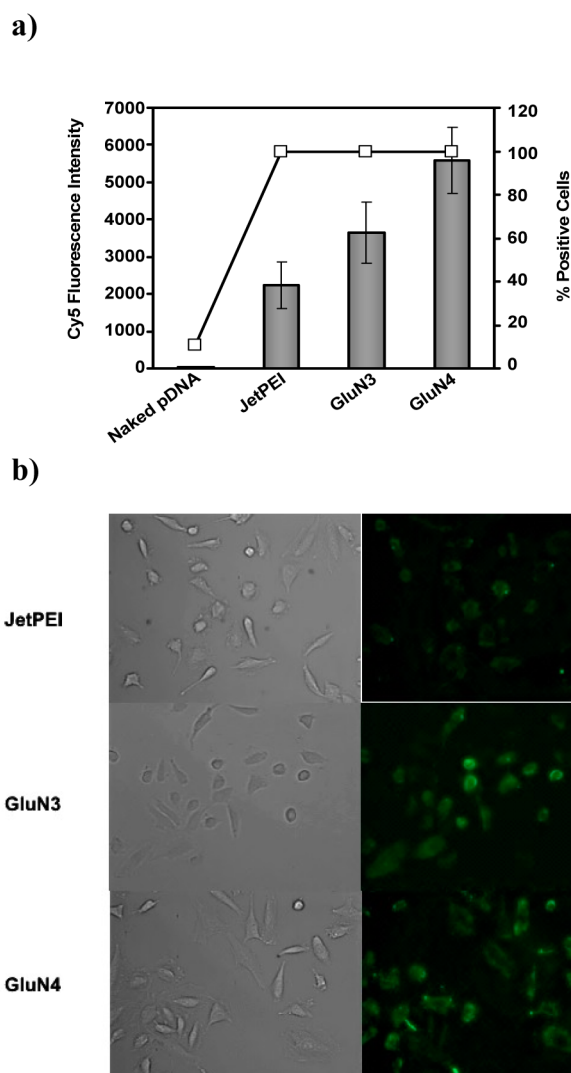 a)
Cy5 Fluorescence Intensity
7000
6000
5000
4000
3000
2000
1000
0
120
100
80
60
40
20
0
% Positive Cells
Naked pDNA
JetPEI
GluN3
GluN4
b)
JetPEI
GluN3
GluN4